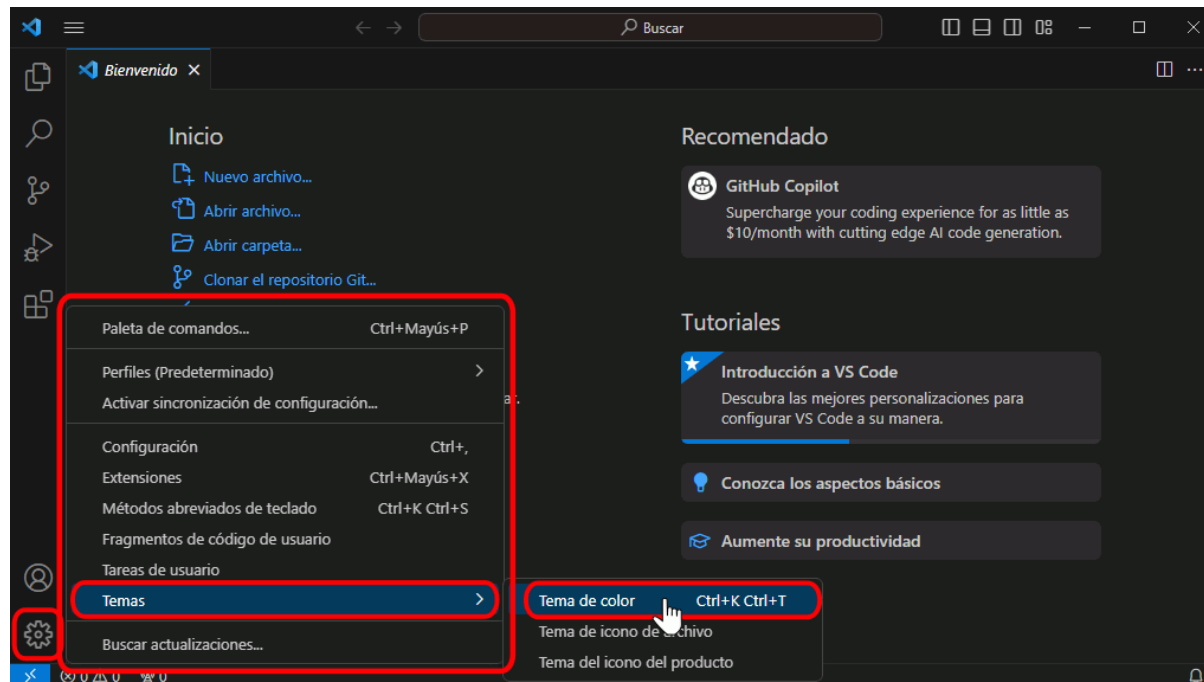 Buscar
Bienvenido
Inicio
Nuevo archivo...
Abrir archivo...
Abrir carpeta...
Clonar el repositorio Git...
Recomendado
GitHub Copilot
Supercharge your coding experience for as little as
$10/month with cutting edge AI code generation.
Tutoriales
Introducción a VS Code
Descubra las mejores personalizaciones para
configurar VS Code a su manera.
Conozca los aspectos básicos
Aumente su productividad
Paleta de comandos... Ctrl+Mayús+P
Perfiles (Predeterminado)
Activar sincronización de configuración...
Configuración Ctrl+,
Extensiones Ctrl+Mayús+X
Métodos abreviados de teclado Ctrl+K Ctrl+S
Fragmentos de código de usuario
Tareas de usuario
Temas
Buscar actualizaciones...
Tema de color Ctrl+K Ctrl+T
Tema de icono de archivo
Tema del icono del producto
0 0 0